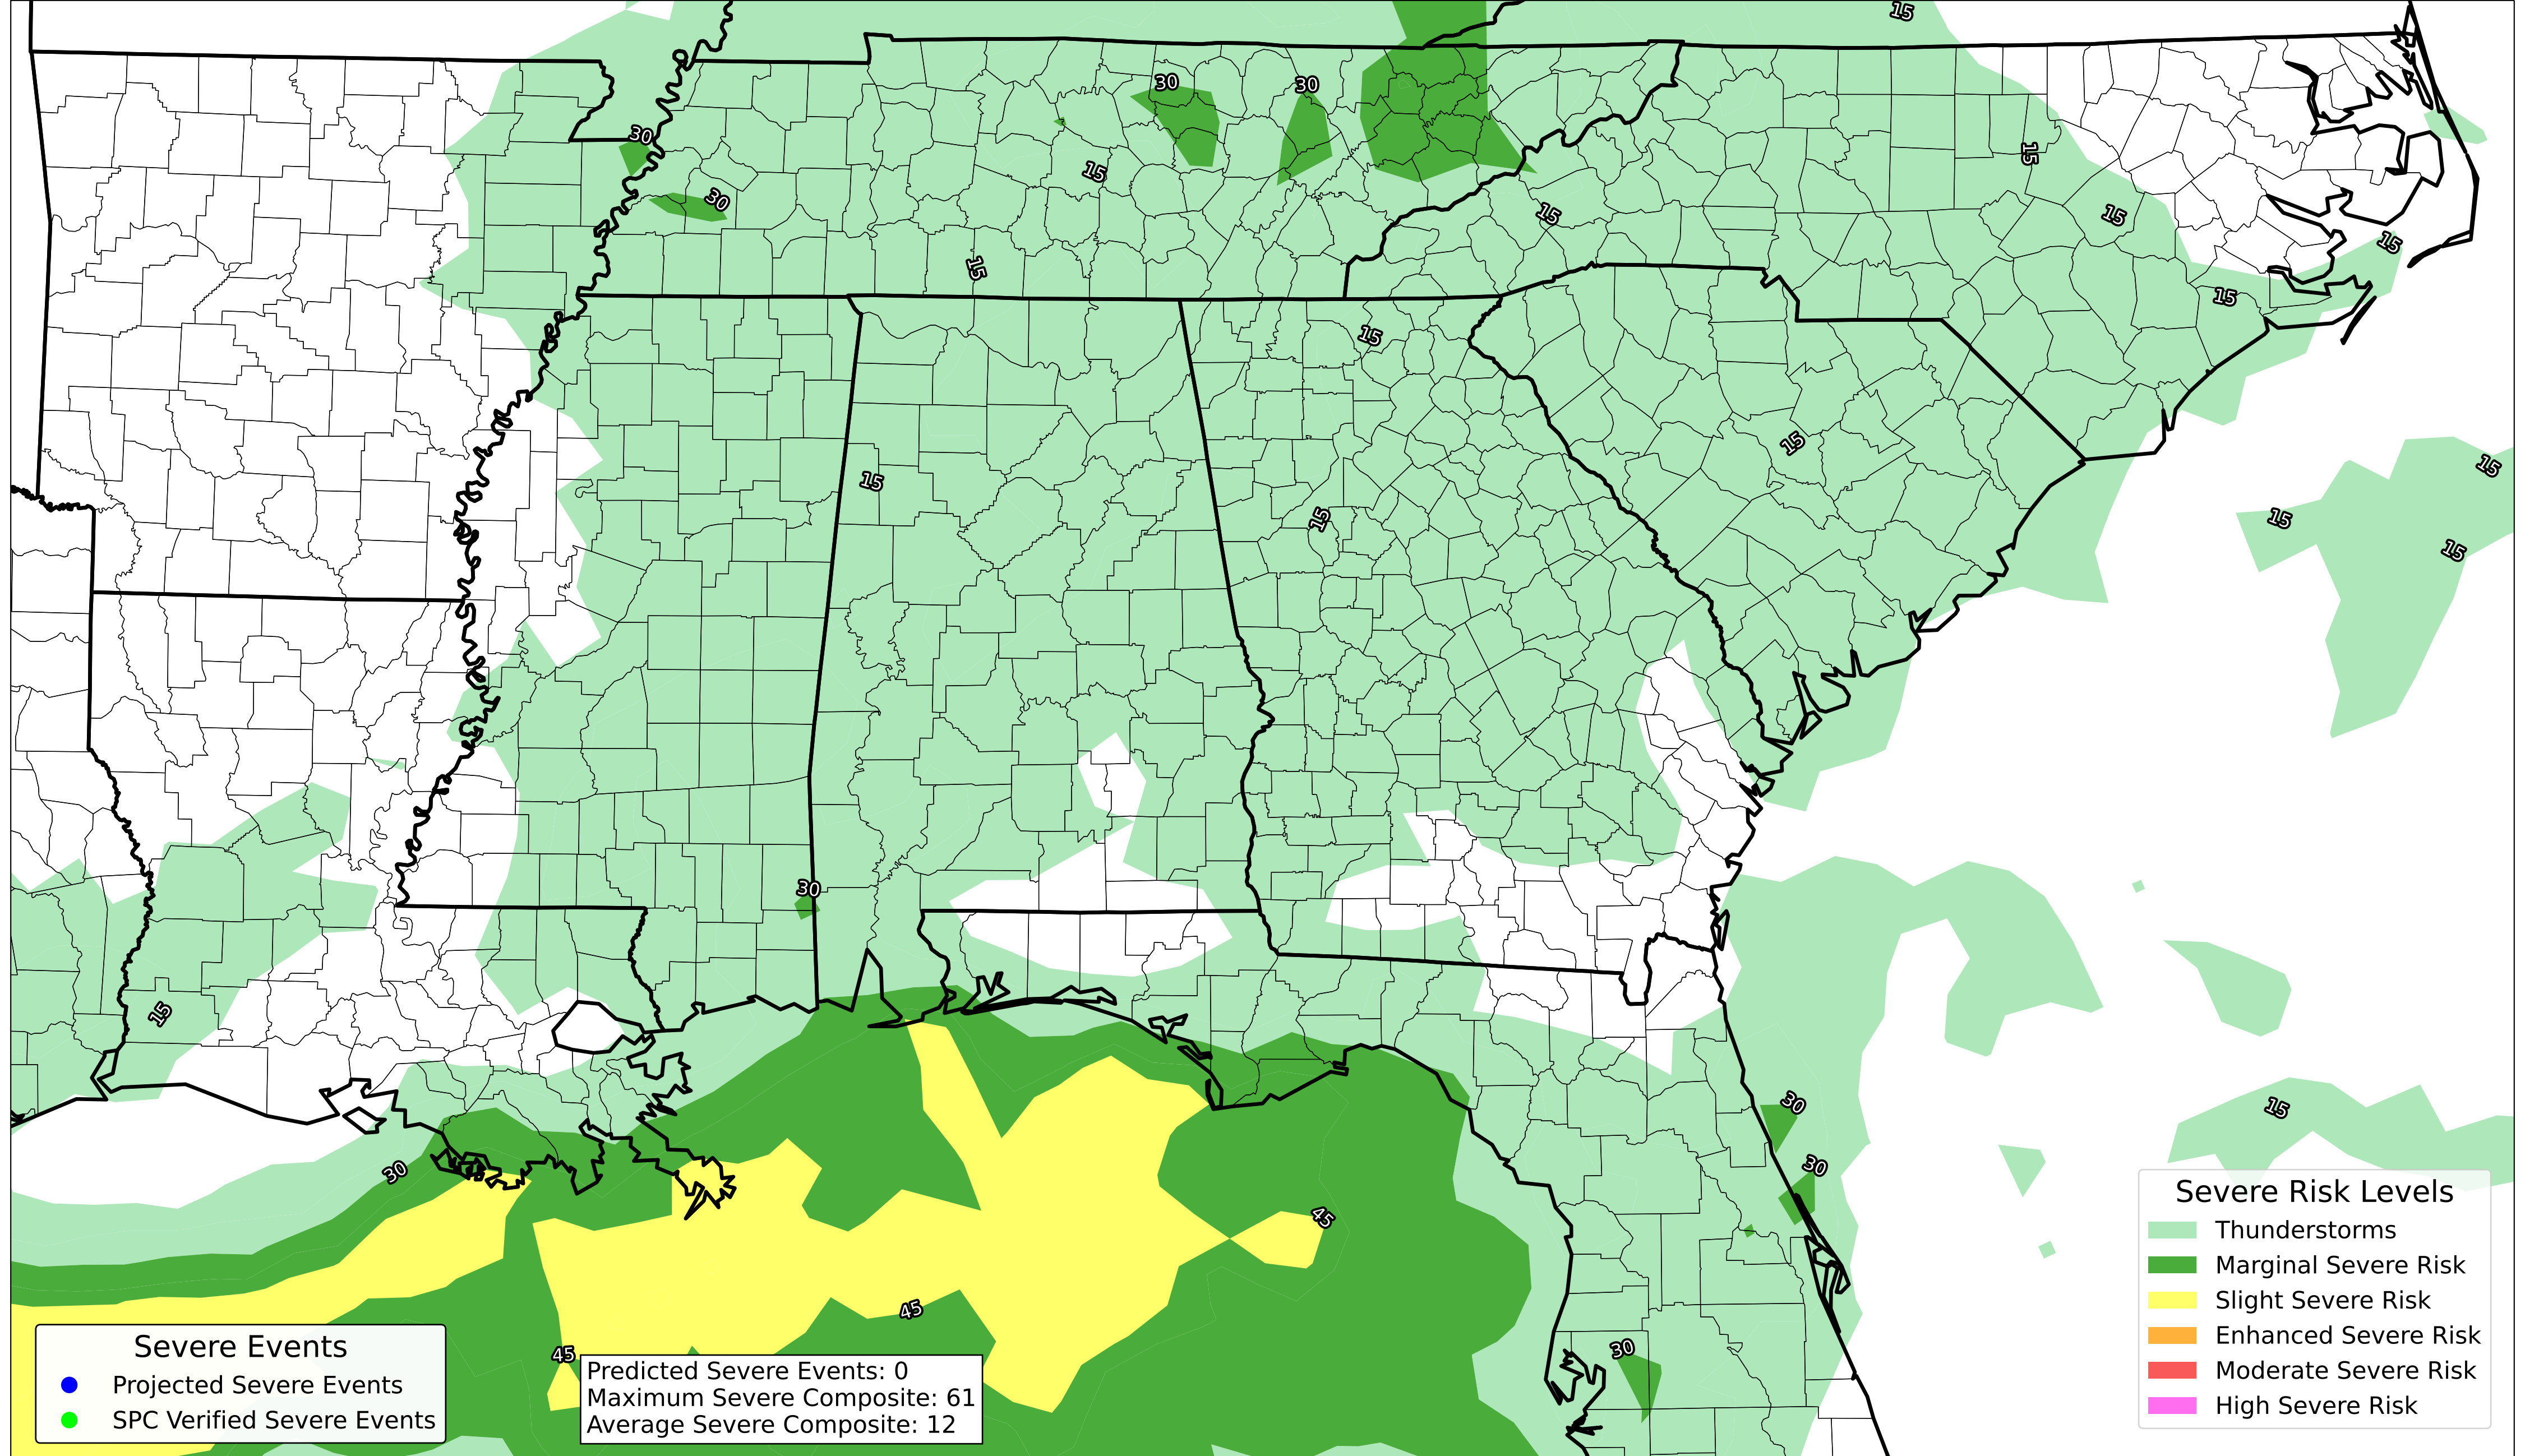 15
30
30
30
15
15
30
15
15
15
15
15
15
15
15
15
15
15
15
15
30
15
30
15
30
30
45
45
30
45
Severe Risk Levels
Thunderstorms
Marginal Severe Risk
Slight Severe Risk
Enhanced Severe Risk
Moderate Severe Risk
High Severe Risk
Severe Events
Projected Severe Events
SPC Verified Severe Events
Predicted Severe Events: 0
Maximum Severe Composite: 61
Average Severe Composite: 12